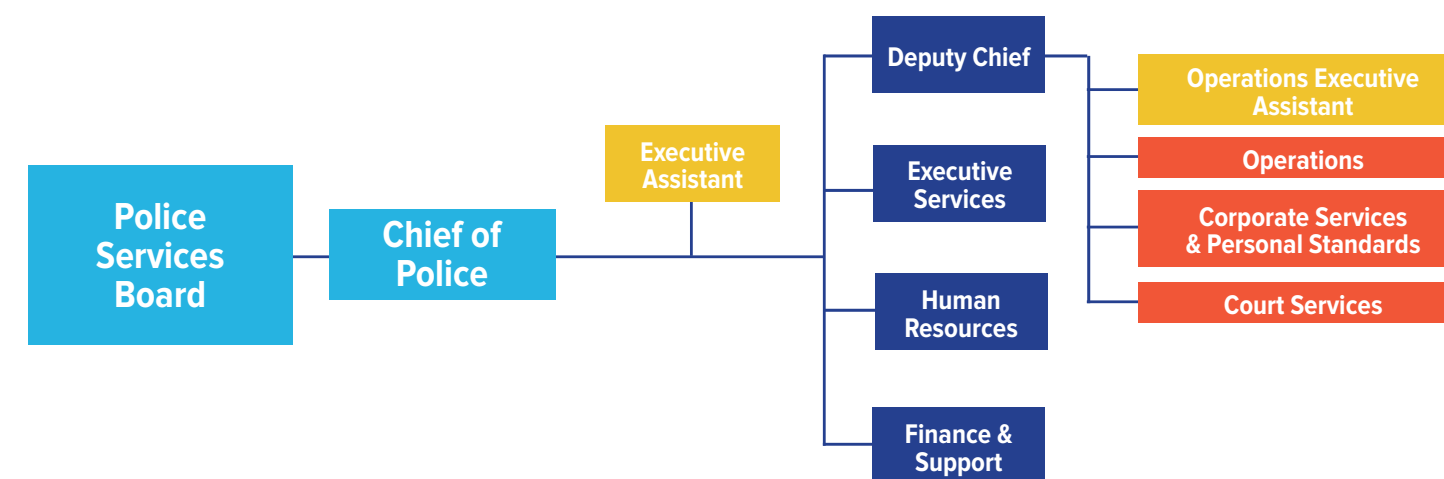 Police
Services
Board
Chief of
Police
Executive
Assistant
Deputy Chief
Executive
Services
Human
Resources
Finance &
Support
Operations Executive
Assistant
Operations
Corporate Services
& Personal Standards
Court Services